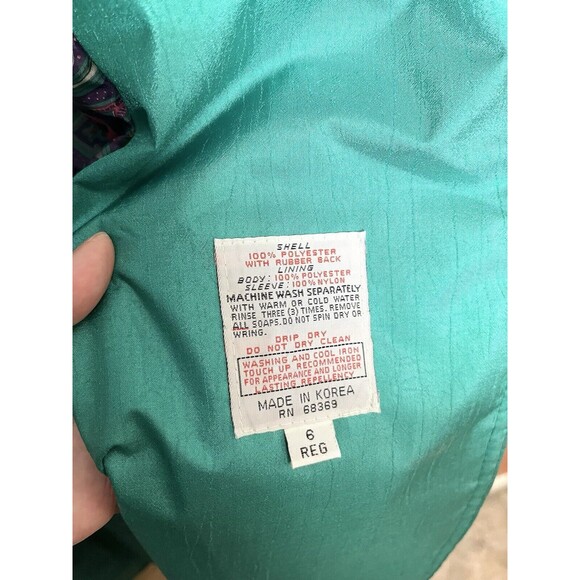 SHELL
100% POLYESTER
WITH RUBBER BACK
LINING
BODY: 100% POLYESTER
SLEEVE: 100% NYLON
MACHINE WASH SEPARATELY
WITH WARM OR COLD WATER
RINSE THREE (3) TIMES. REMOVE
ALL SOAPS. DO NOT SPIN DRY OR
WRING.
DRIP DRY
DO NOT DRY CLEAN
WASHING AND COOL IRON
TOUCH UP RECOMMENDED
FOR APPEARANCE AND LONGER
LASTING REPELLENCY
MADE IN KOREA
RN 68369
6
REG